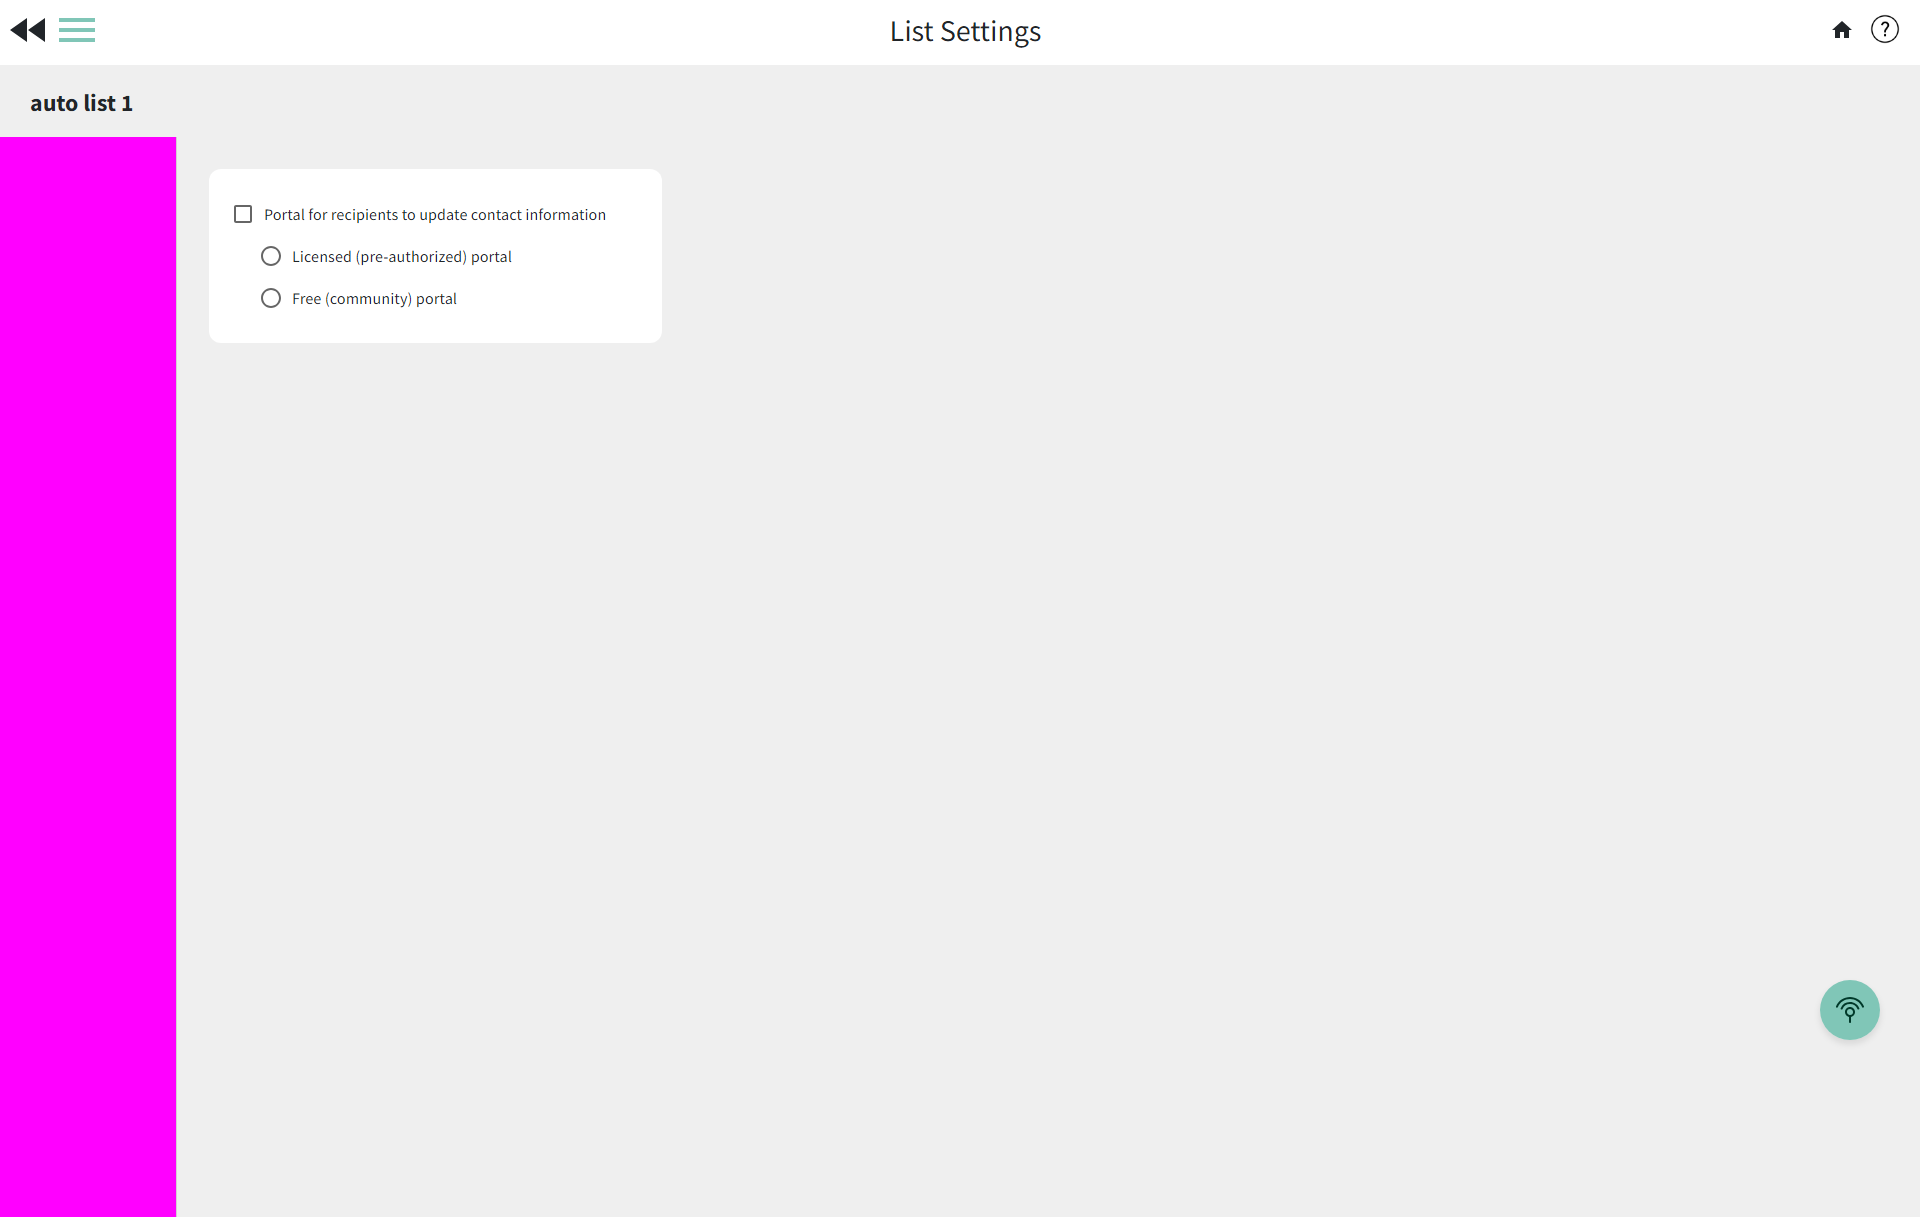 List Settings
auto list 1
Portal for recipients to update contact information
Licensed (pre-authorized) portal
Free (community) portal